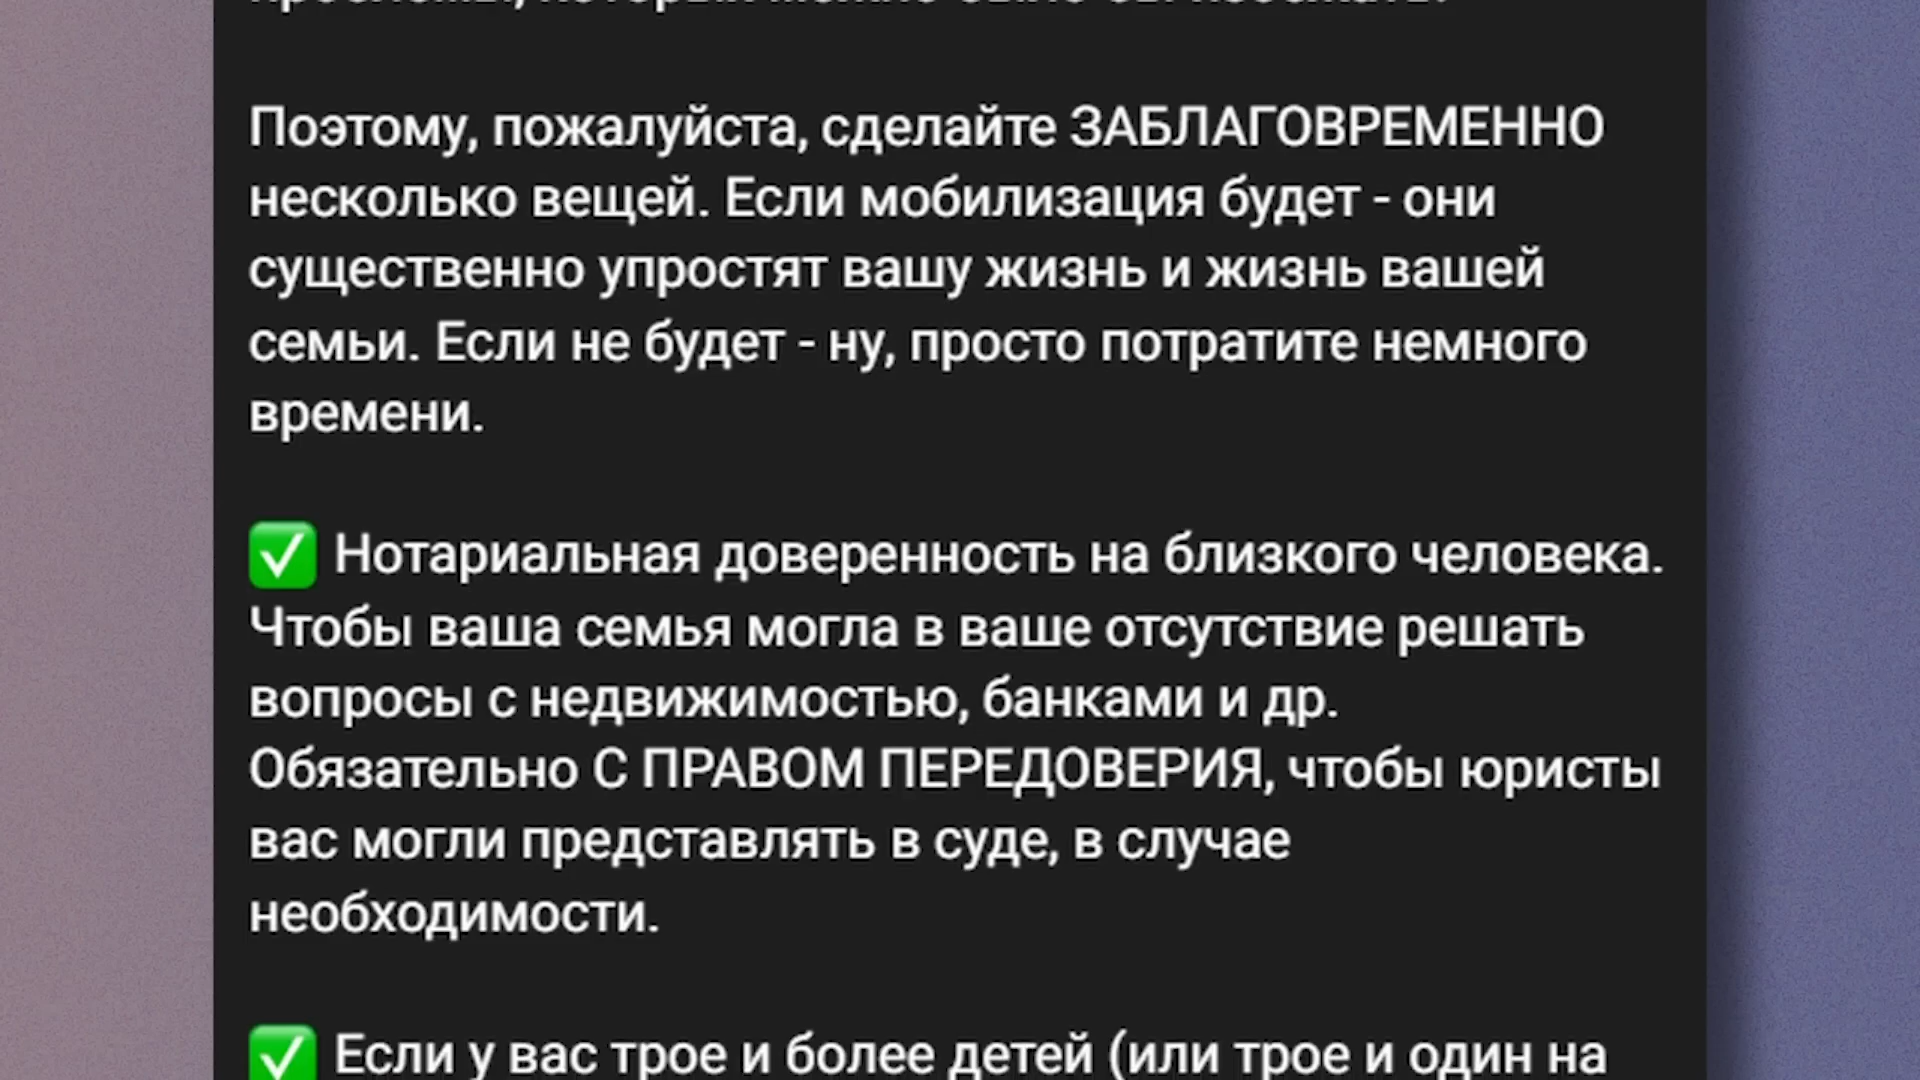 Поэтому, пожалуйста, сделайте ЗАБЛАГОВРЕМЕННО
несколько вещей. Если мобилизация будет - они
существенно упростят вашу жизнь и жизнь вашей
семьи. Если не будет - ну, просто потратите немного
времени.
✅ Нотариальная доверенность на близкого человека.
Чтобы ваша семья могла в ваше отсутствие решать
вопросы с недвижимостью, банками и др.
Обязательно С ПРАВОМ ПЕРЕДОВЕРИЯ, чтобы юристы
вас могли представлять в суде, в случае
необходимости.
✅ Если у вас трое и более детей (или трое и один на